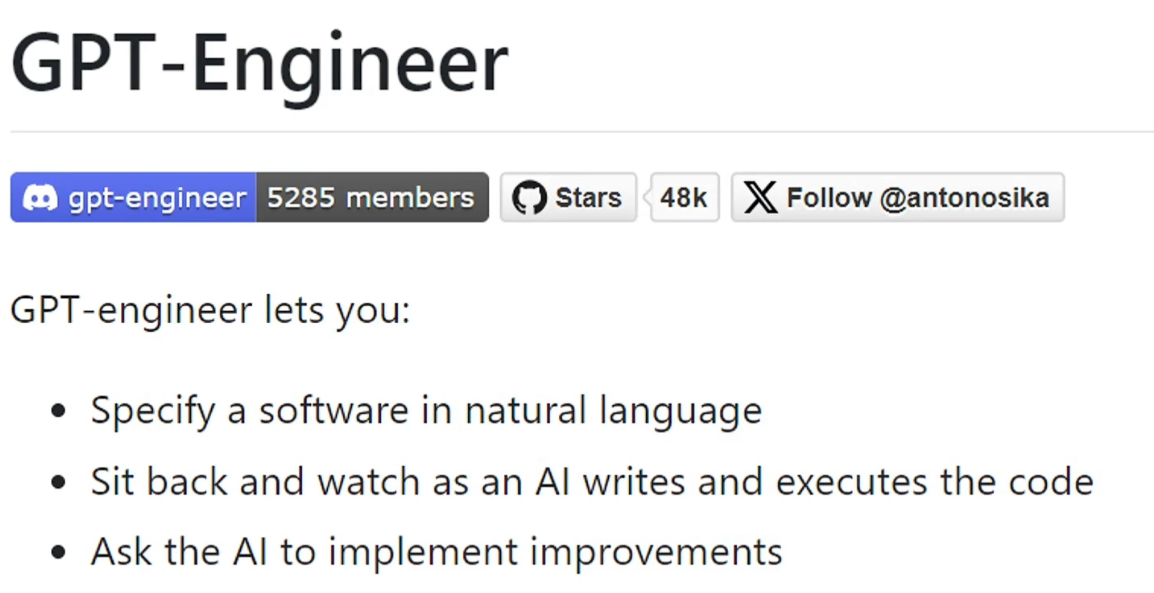 GPT-Engineer
gpt-engineer 5285 members Stars 48k Follow @antonosika
GPT-engineer lets you:
• Specify a software in natural language
• Sit back and watch as an AI writes and executes the code
• Ask the AI to implement improvements